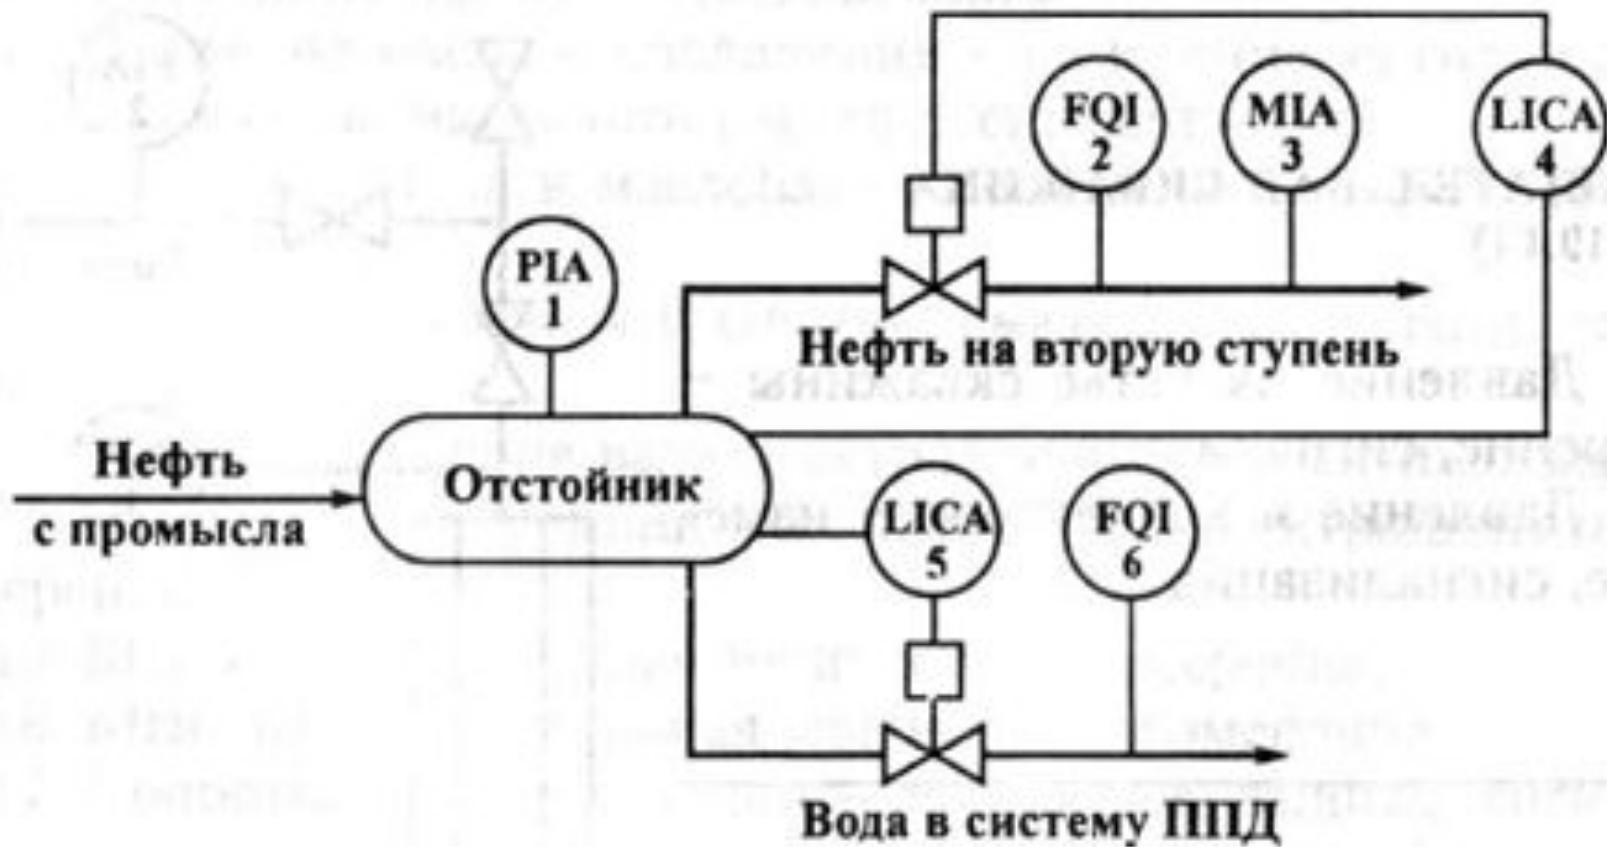 FQI
2
MIA
3
LICA
4
PIA
1
Нефть на вторую ступень
Нефть
с промысла
Отстойник
LICA
5
FQI
6
Вода в систему ППД